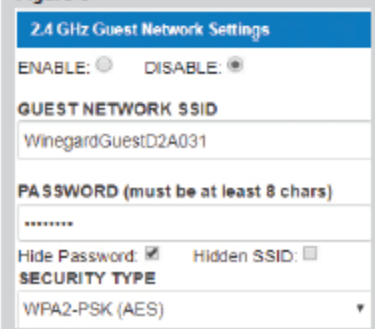 2.4 GHz Guest Network Settings
ENABLE: DISABLE:
GUEST NETWORK SSID
WinegardGuestD2A031
PASSWORD (must be at least 8 chars)
••••••••
Hide Password: Hidden SSID:
SECURITY TYPE
WPA2-PSK (AES)